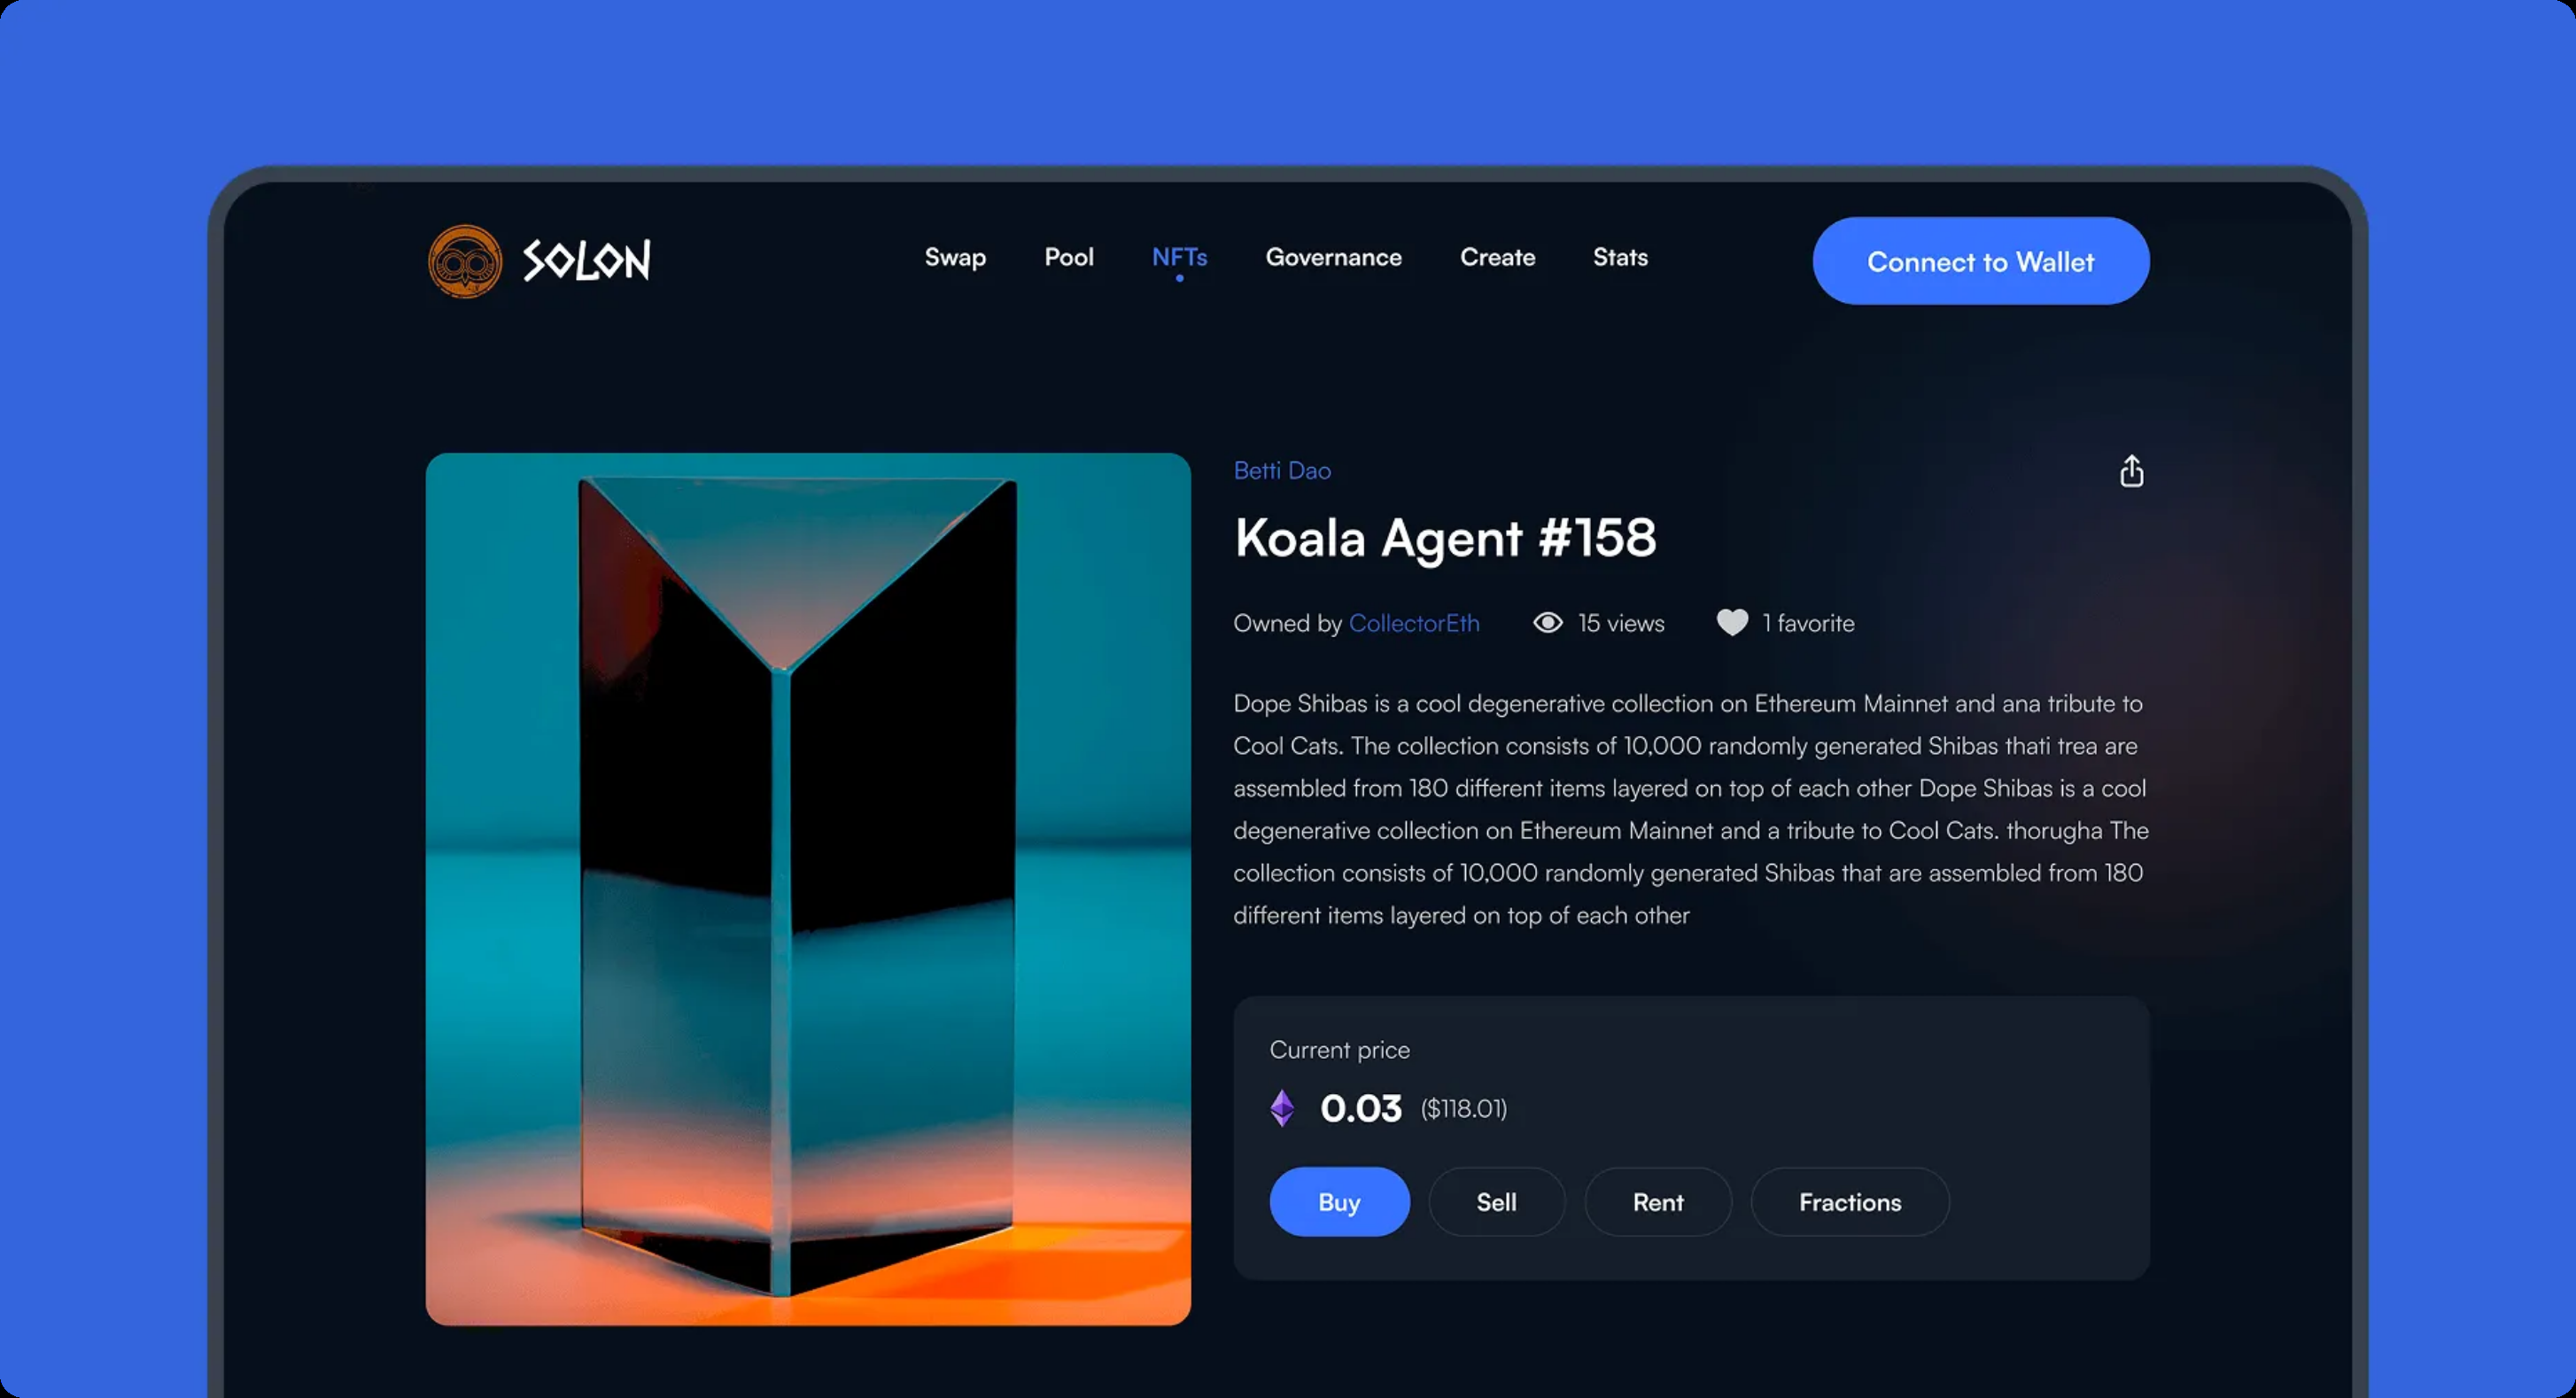 SOLON
Swap
Pool
NFTs
Governance
Create
Stats
Connect to Wallet
Betti Dao
Koala Agent #158
Owned by CollectorEth
15 views
1 favorite
Dope Shibas is a cool degenerative collection on Ethereum Mainnet and ana tribute to
Cool Cats. The collection consists of 10,000 randomly generated Shibas thati trea are
assembled from 180 different items layered on top of each other Dope Shibas is a cool
degenerative collection on Ethereum Mainnet and a tribute to Cool Cats. thorugha The
collection consists of 10,000 randomly generated Shibas that are assembled from 180
different items layered on top of each other
Current price
0.03 ($118.01)
Buy
Sell
Rent
Fractions